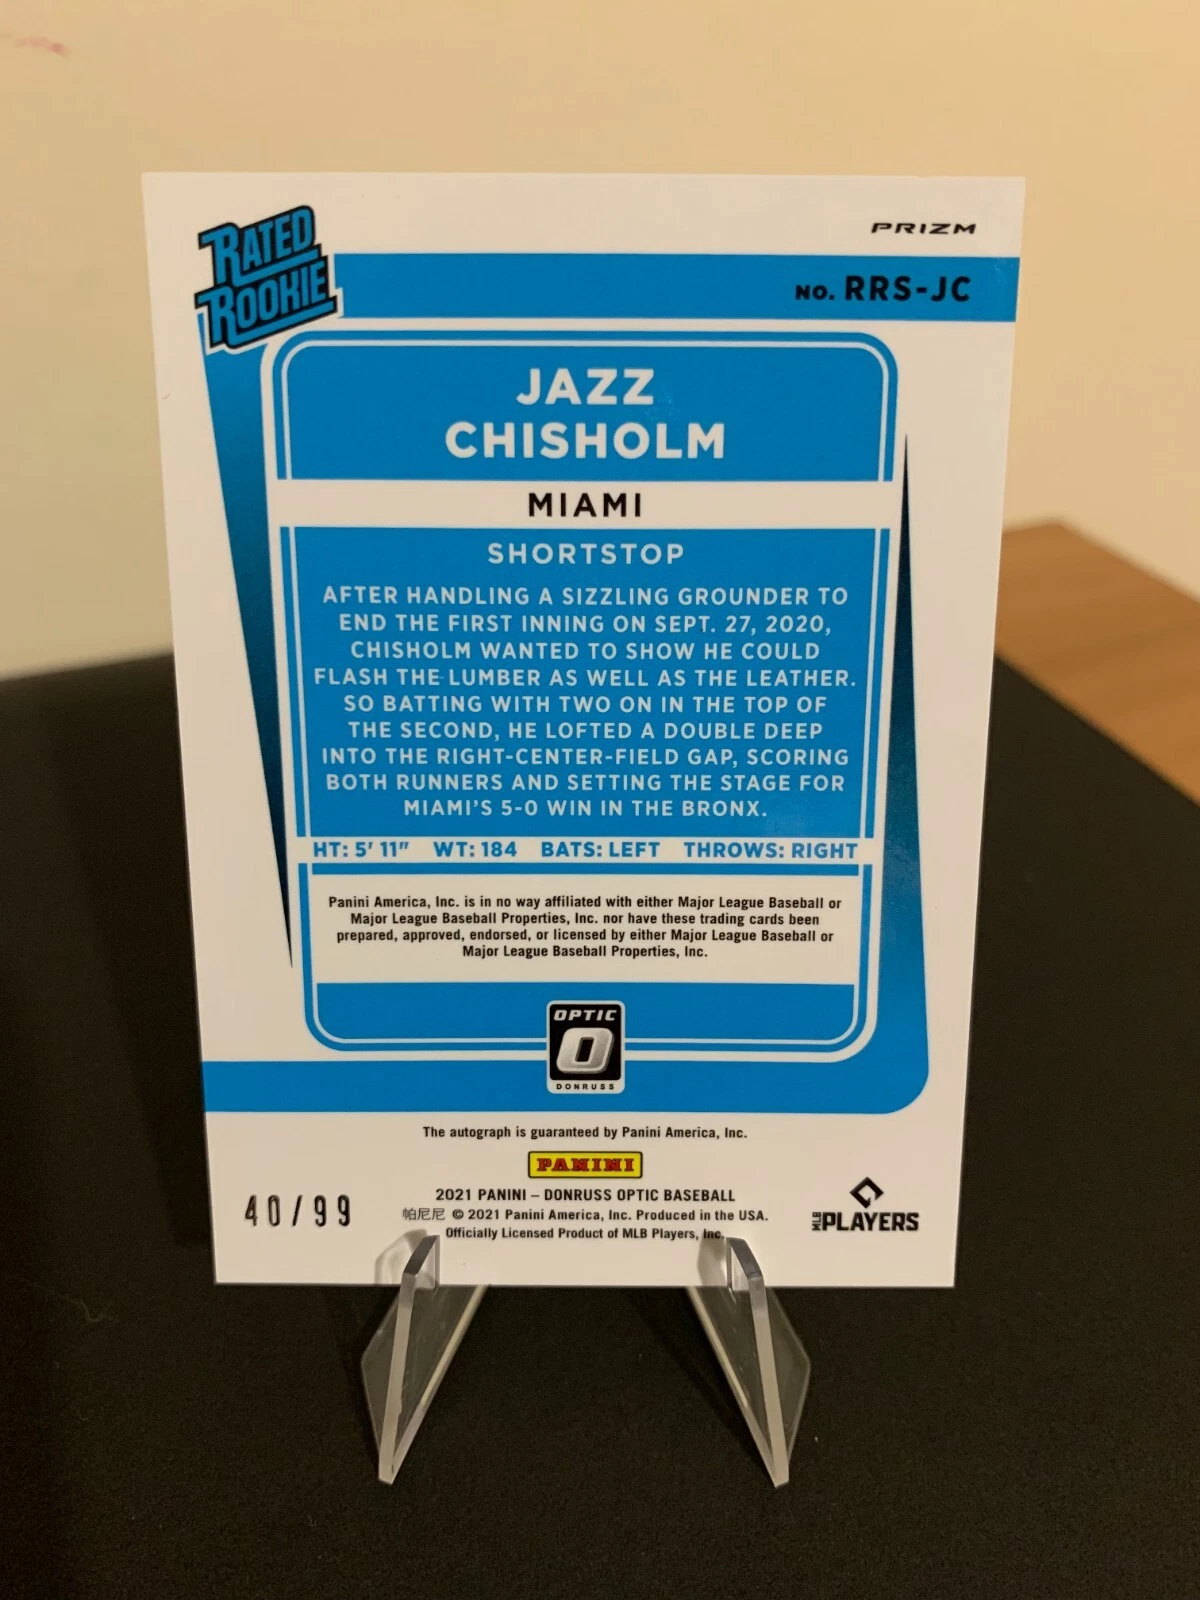 RATED
ROOKIE
PRIZM
NO. RRS-JC
JAZZ
CHISHOLM
MIAMI
SHORTSTOP
AFTER HANDLING A SIZZLING GROUNDER TO
END THE FIRST INNING ON SEPT. 27, 2020,
CHISHOLM WANTED TO SHOW HE COULD
FLASH THE LUMBER AS WELL AS THE LEATHER.
SO BATTING WITH TWO ON IN THE TOP OF
THE SECOND, HE LOFTED A DOUBLE DEEP
INTO THE RIGHT-CENTER-FIELD GAP, SCORING
BOTH RUNNERS AND SETTING THE STAGE FOR
MIAMI'S 5-0 WIN IN THE BRONX.
HT: 5' 11" WT: 184 BATS: LEFT THROWS: RIGHT
Panini America, Inc. is in no way affiliated with either Major League Baseball or
Major League Baseball Properties, Inc. nor have these trading cards been
prepared, approved, endorsed, or licensed by either Major League Baseball or
Major League Baseball Properties, Inc.
OPTIC
O
DONRUSS
The autograph is guaranteed by Panini America, Inc.
PANINI
2021 PANINI – DONRUSS OPTIC BASEBALL
帕尼尼 © 2021 Panini America, Inc. Produced in the USA.
Officially Licensed Product of MLB Players, Inc.
40/99
MLB PLAYERS